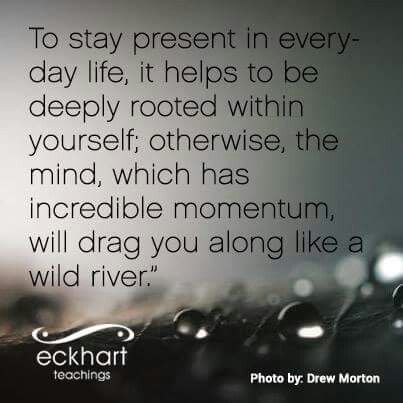 To stay present in every-
day life, it helps to be
deeply rooted within
yourself; otherwise, the
mind, which has
incredible momentum,
will drag you along like a
wild river."
eckhart
teachings
Photo by: Drew Morton